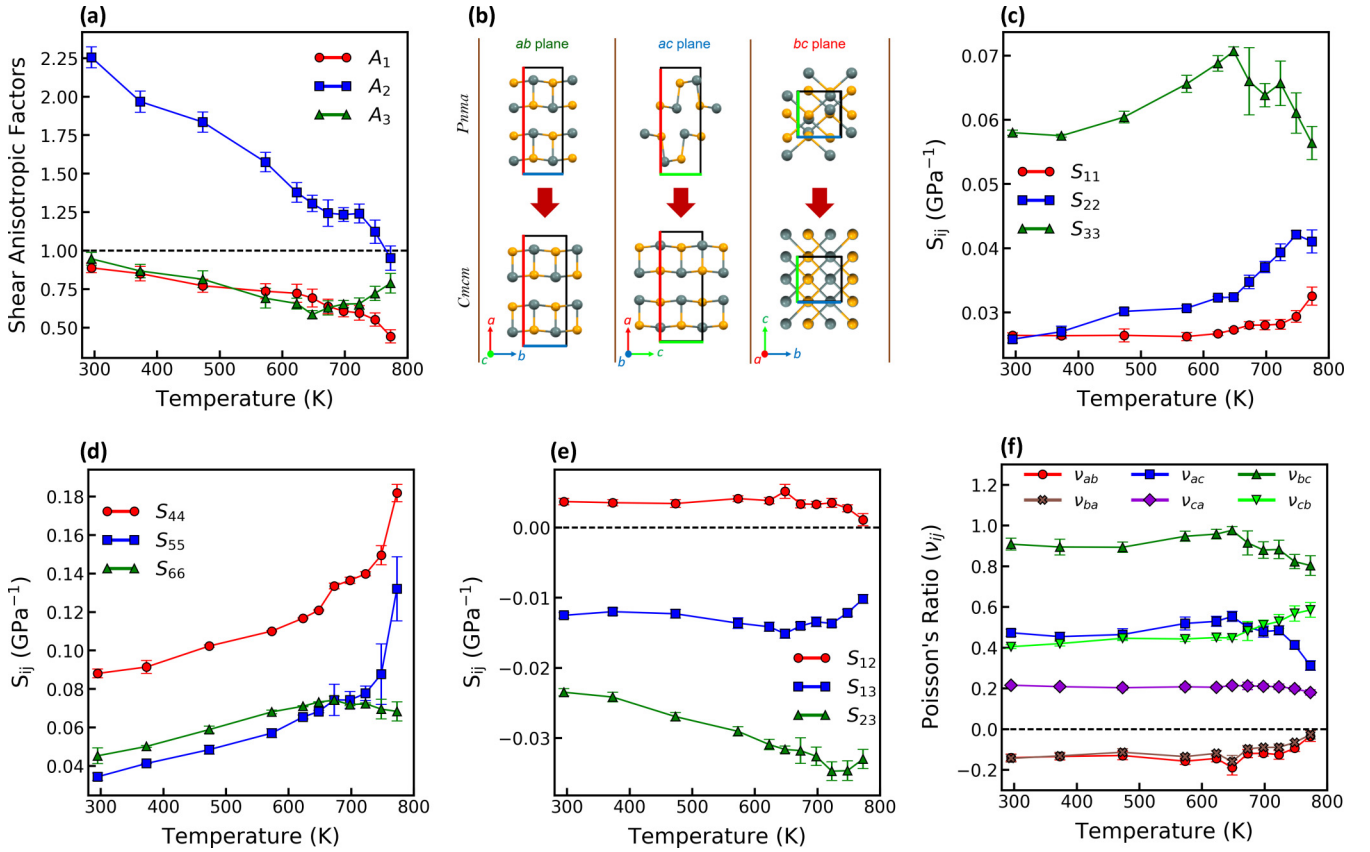 (a)
Shear Anisotropic Factors
2.25
2.00
1.75
1.50
1.25
1.00
0.75
0.50
A₁
A₂
A₃
300 400 500 600 700 800
Temperature (K)
(b)
ab plane
ac plane
bc plane
Pnma
Cmcm
a
c
b
a
b
c
c
a
b
(c)
Sᵢⱼ (GPa⁻¹)
0.07
0.06
0.05
0.04
0.03
S₁₁
S₂₂
S₃₃
300 400 500 600 700 800
Temperature (K)
(d)
Sᵢⱼ (GPa⁻¹)
0.18
0.16
0.14
0.12
0.10
0.08
0.06
0.04
S₄₄
S₅₅
S₆₆
300 400 500 600 700 800
Temperature (K)
(e)
Sᵢⱼ (GPa⁻¹)
0.00
−0.01
−0.02
−0.03
S₁₂
S₁₃
S₂₃
300 400 500 600 700 800
Temperature (K)
(f)
Poisson's Ratio (νᵢⱼ)
1.2
1.0
0.8
0.6
0.4
0.2
0.0
−0.2
ν_ab ν_ac ν_bc
ν_ba ν_ca ν_cb
300 400 500 600 700 800
Temperature (K)